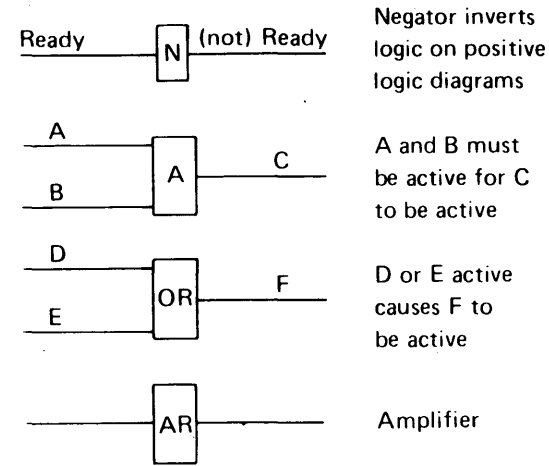 Ready
N
(not) Ready
Negator inverts
logic on positive
logic diagrams
A
B
A
C
A and B must
be active for C
to be active
D
E
OR
F
D or E active
causes F to
be active
AR
Amplifier